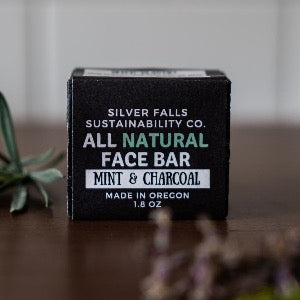 SILVER FALLS
SUSTAINABILITY CO.
ALL NATURAL
FACE BAR
MINT & CHARCOAL
MADE IN OREGON
1.8 OZ